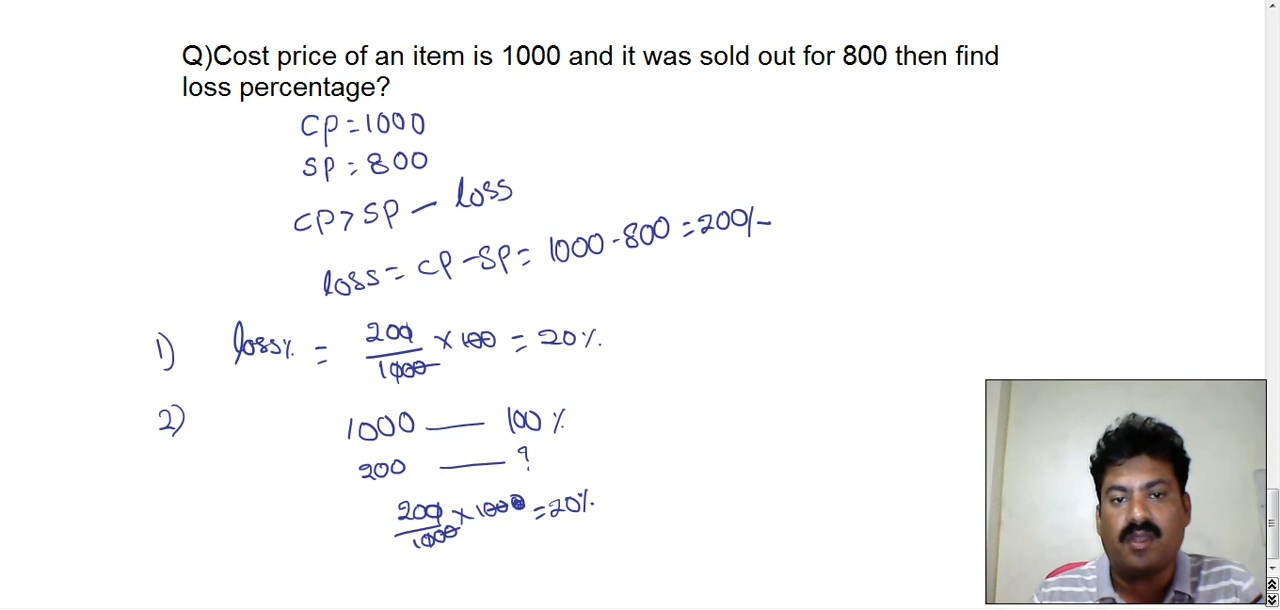 Q)Cost price of an item is 1000 and it was sold out for 800 then find
loss percentage?
CP=1000
SP=800
CP>SP - loss
loss= CP-SP= 1000-800=200/-
1) loss% = 200/1000 × 100 = 20%.
2) 1000 — 100%
200 — ?
200/1000 ×100 =20%.